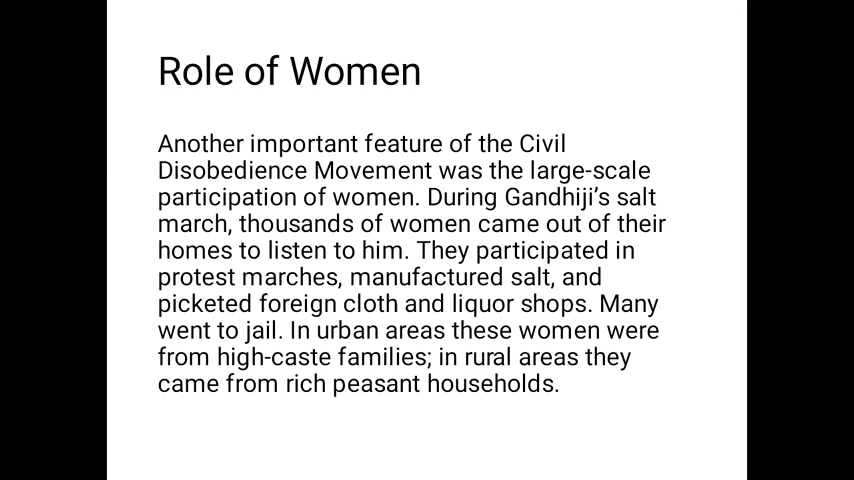 Role of Women
Another important feature of the Civil
Disobedience Movement was the large-scale
participation of women. During Gandhiji’s salt
march, thousands of women came out of their
homes to listen to him. They participated in
protest marches, manufactured salt, and
picketed foreign cloth and liquor shops. Many
went to jail. In urban areas these women were
from high-caste families; in rural areas they
came from rich peasant households.